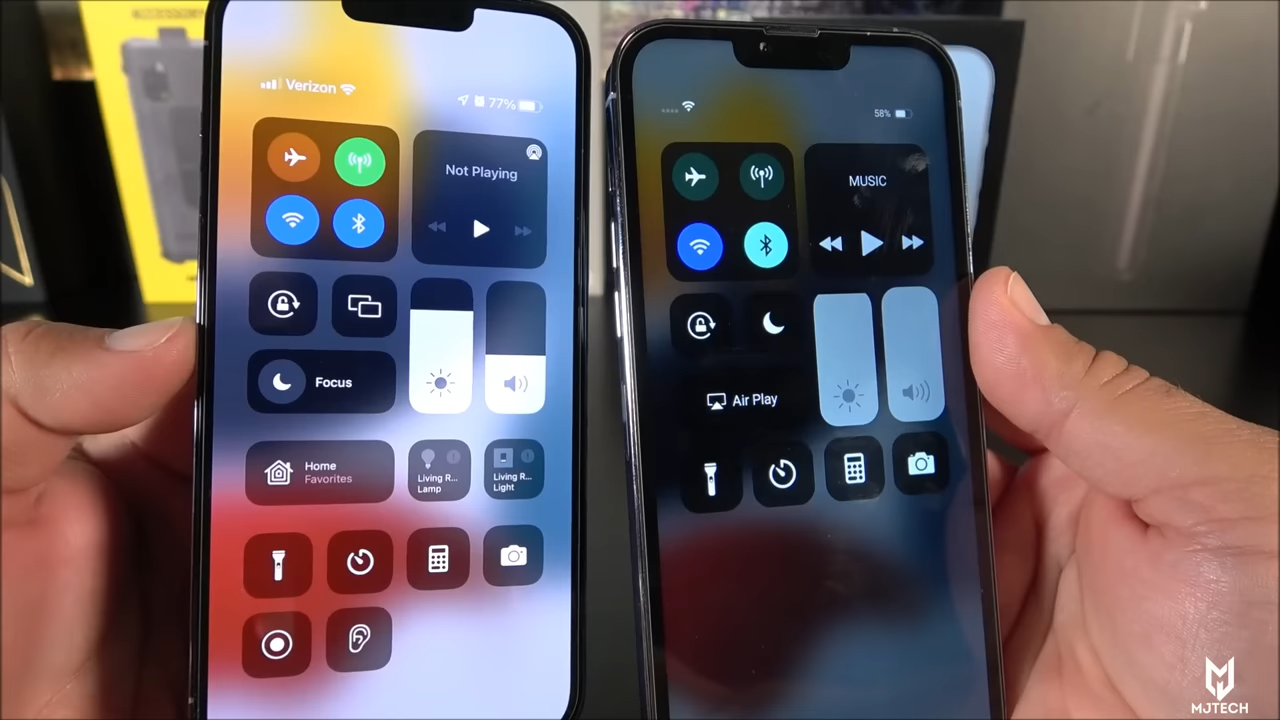 Verizon
77%
Not Playing
Focus
Home
Favorites
Living R...
Lamp
Living R...
Light
58%
MUSIC
Air Play
MJTECH